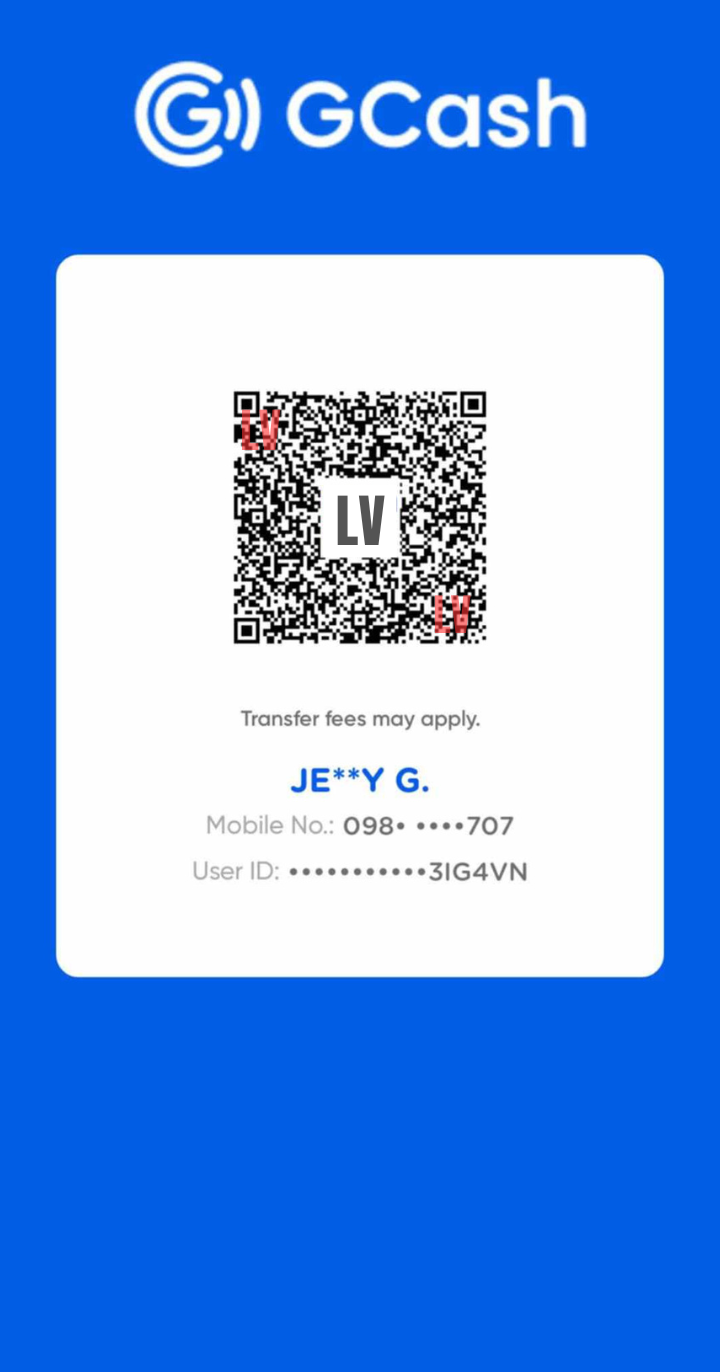 GCash
LV
LV
LV
Transfer fees may apply.
JE**Y G.
Mobile No.: 098• ••••707
User ID: •••••••••••3IG4VN